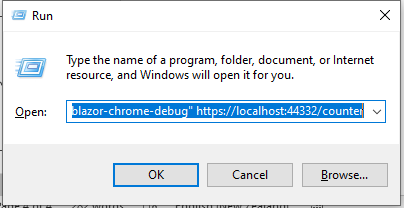 Run
Type the name of a program, folder, document, or Internet
resource, and Windows will open it for you.
Open:
blazor-chrome-debug" https://localhost:44332/counter
OK
Cancel
Browse...